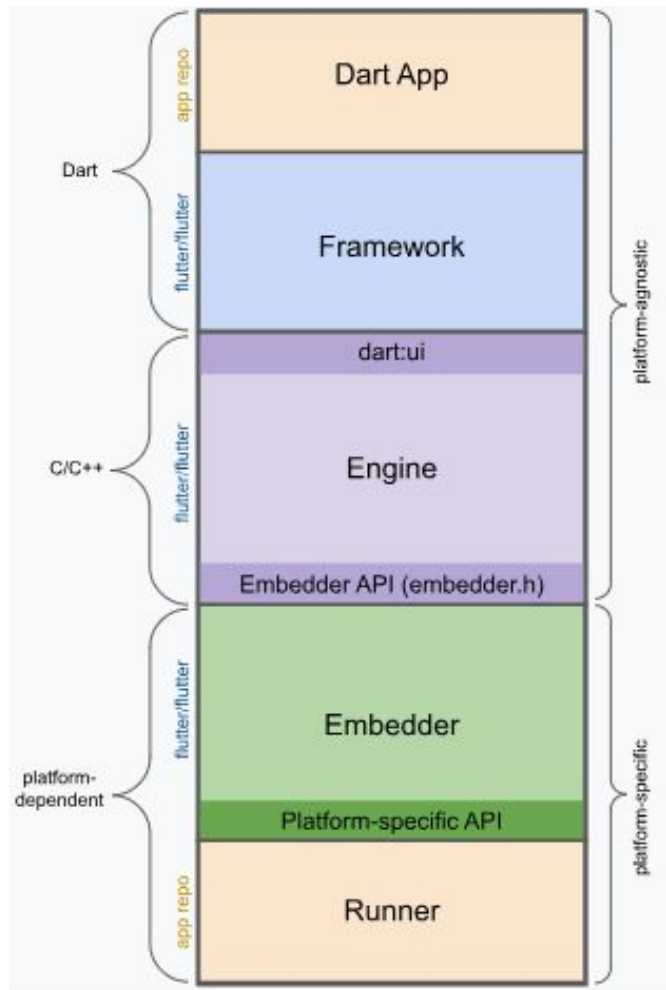 Dart App
app repo
Dart
Framework
flutter/flutter
platform-agnostic
dart:ui
C/C++
flutter/flutter
Engine
Embedder API (embedder.h)
flutter/flutter
Embedder
platform-
dependent
platform-specific
Platform-specific API
app repo
Runner